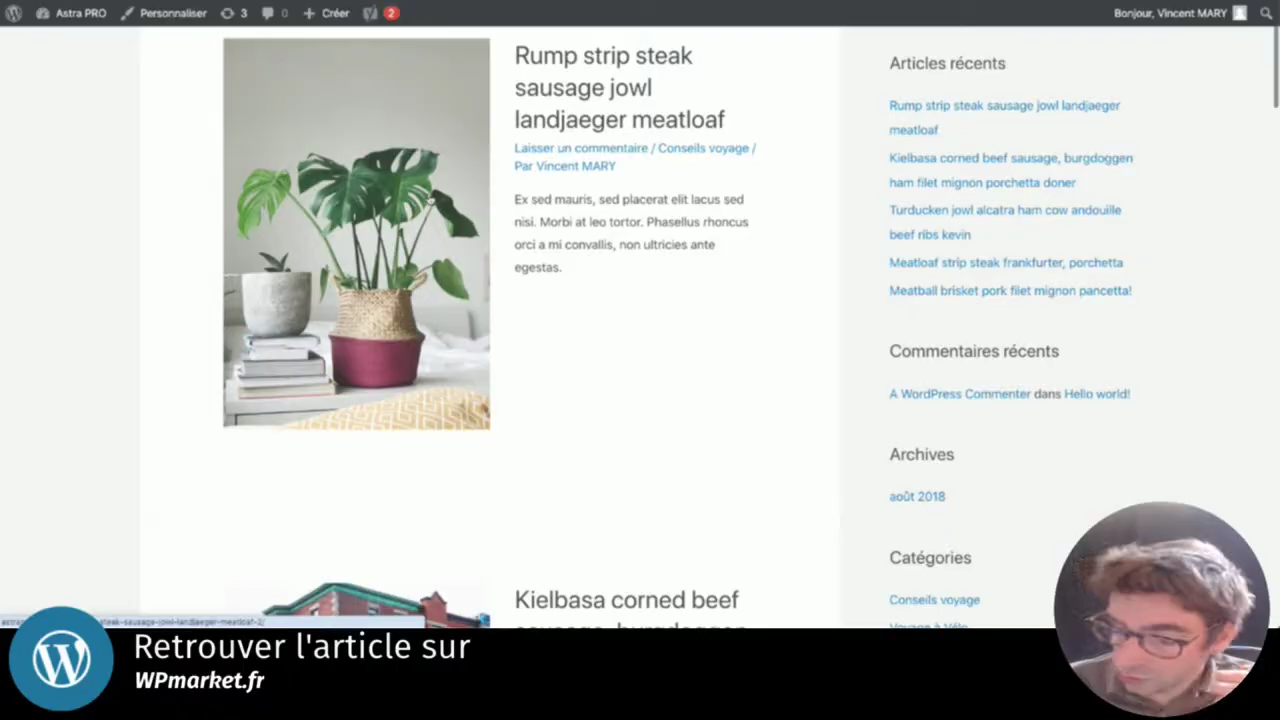 Astra PRO
Personnaliser
3
0
Créer
2
Bonjour, Vincent MARY
Rump strip steak
sausage jowl
landjaeger meatloaf
Laisser un commentaire / Conseils voyage /
Par Vincent MARY
Ex sed mauris, sed placerat elit lacus sed
nisi. Morbi at leo tortor. Phasellus rhoncus
orci a mi convallis, non ultricies ante
egestas.
Kielbasa corned beef
sausage, burgdoggen
Articles récents
Rump strip steak sausage jowl landjaeger
meatloaf
Kielbasa corned beef sausage, burgdoggen
ham filet mignon porchetta doner
Turducken jowl alcatra ham cow andouille
beef ribs kevin
Meatloaf strip steak frankfurter, porchetta
Meatball brisket pork filet mignon pancetta!
Commentaires récents
A WordPress Commenter dans Hello world!
Archives
août 2018
Catégories
Conseils voyage
Voyage à Vélo
Retrouver l'article sur
WPmarket.fr